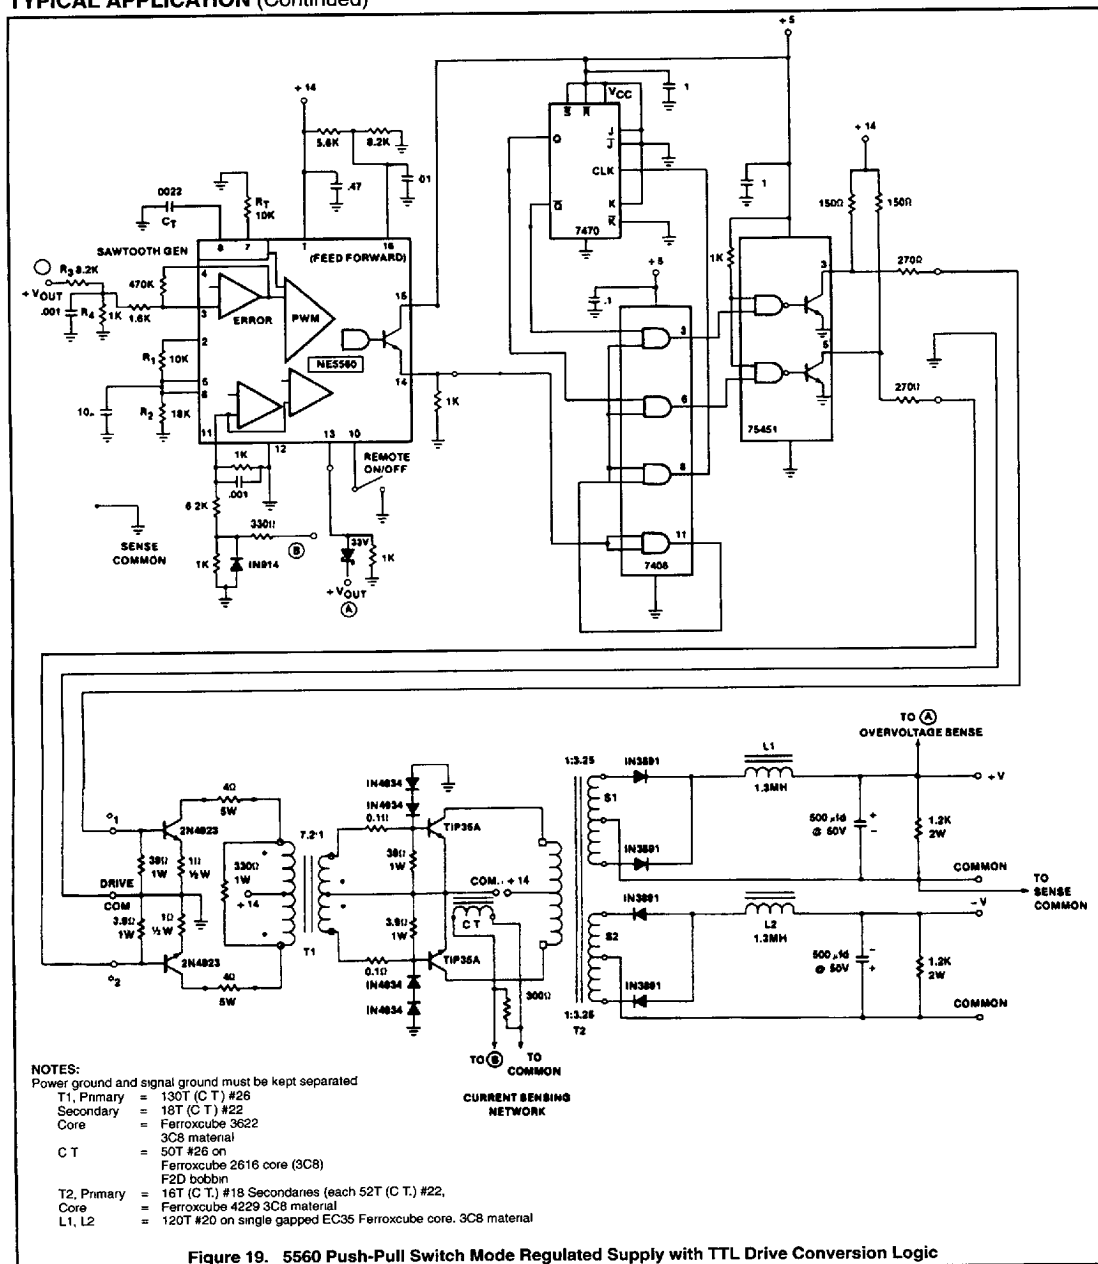 TYPICAL APPLICATION (Continued)
+ 5
+ 14
5.6K
8.2K
.47
.01
.0022
C T
R T
10K
8
7
1
16
SAWTOOTH GEN
(FEED FORWARD)
R3 8.2K
+ VOUT
.001
R4
1K
1.6K
470K
4
3
ERROR
PWM
15
NE5560
14
1K
2
R1
10K
5
6
10µ
R2
18K
11
12
13
10
REMOTE
ON/OFF
1K
.001
6.2K
330Ω
B
SENSE
COMMON
1K
IN914
33V
1K
+ VOUT
A
VCC
.1
S
R
Q
J
J
CLK
Q
K
K
7470
+ 5
.1
3
6
8
11
7408
.1
1K
3
5
75451
+ 14
150Ω
150Ω
270Ω
270Ω
TO A
OVERVOLTAGE SENSE
1:3.25
IN3891
L1
1.3MH
+V
S1
500 µfd
@ 50V
+
−
1.2K
2W
IN3891
COMMON
TO
SENSE
COMMON
IN3891
L2
1.3MH
−V
S2
500 µfd
@ 50V
−
+
1.2K
2W
IN3891
COMMON
1:3.25
T2
4Ω
5W
2N4923
39Ω
1W
1Ω
½W
330Ω
1W
DRIVE
COM
+ 14
3.9Ω
1W
1Ω
½W
2N4923
4Ω
5W
7.2:1
T1
IN4934
IN4934
0.11Ω
TIP35A
39Ω
1W
COM. + 14
C T
3.9Ω
1W
TIP35A
0.1Ω
IN4934
IN4934
300Ω
TO B
TO
COMMON
CURRENT SENSING
NETWORK
NOTES:
Power ground and signal ground must be kept separated
T1, Primary = 130T (C T) #26
Secondary = 18T (C T) #22
Core = Ferroxcube 3622
3C8 material
C T = 50T #26 on
Ferroxcube 2616 core (3C8)
F2D bobbin
T2, Primary = 16T (C T.) #18 Secondaries (each 52T (C T.) #22,
Core = Ferroxcube 4229 3C8 material
L1, L2 = 120T #20 on single gapped EC35 Ferroxcube core. 3C8 material
Figure 19. 5560 Push-Pull Switch Mode Regulated Supply with TTL Drive Conversion Logic